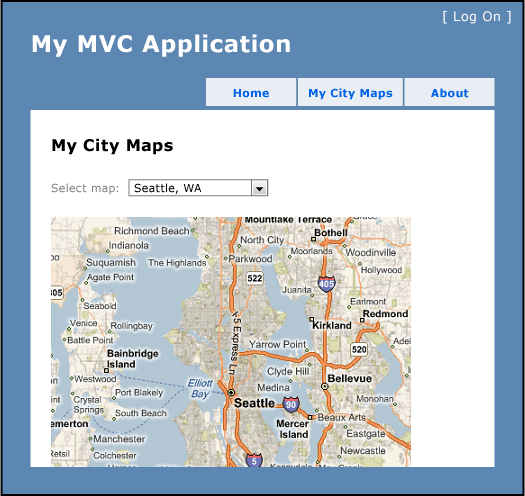 [ Log On ]
My MVC Application
Home
My City Maps
About
My City Maps
Select map:
Seattle, WA
Mountlake Terrace
Richmond Beach
Bothell
North City
Indianola
Moorlands
Woodinville
Suquamish
The Highlands
Parkwood
Hollywood
Agate Point
522
405
Juanita
305
Seabold
Earlmont
Redmond
Venice
Rollingbay
Kirkland
Battle Point
5 Express Ln
Yarrow Point
520
Bainbridge
Island
Clyde Hill
Westwood
Elliott
Bay
Medina
Bellevue
Port Blakely
Crystal
Springs
Seattle
90
Monohan
South Beach
Beaux Arts
emerton
Mercer
Island
Eastgate
Manchester
Newcastle
Retsil
Colchester
5